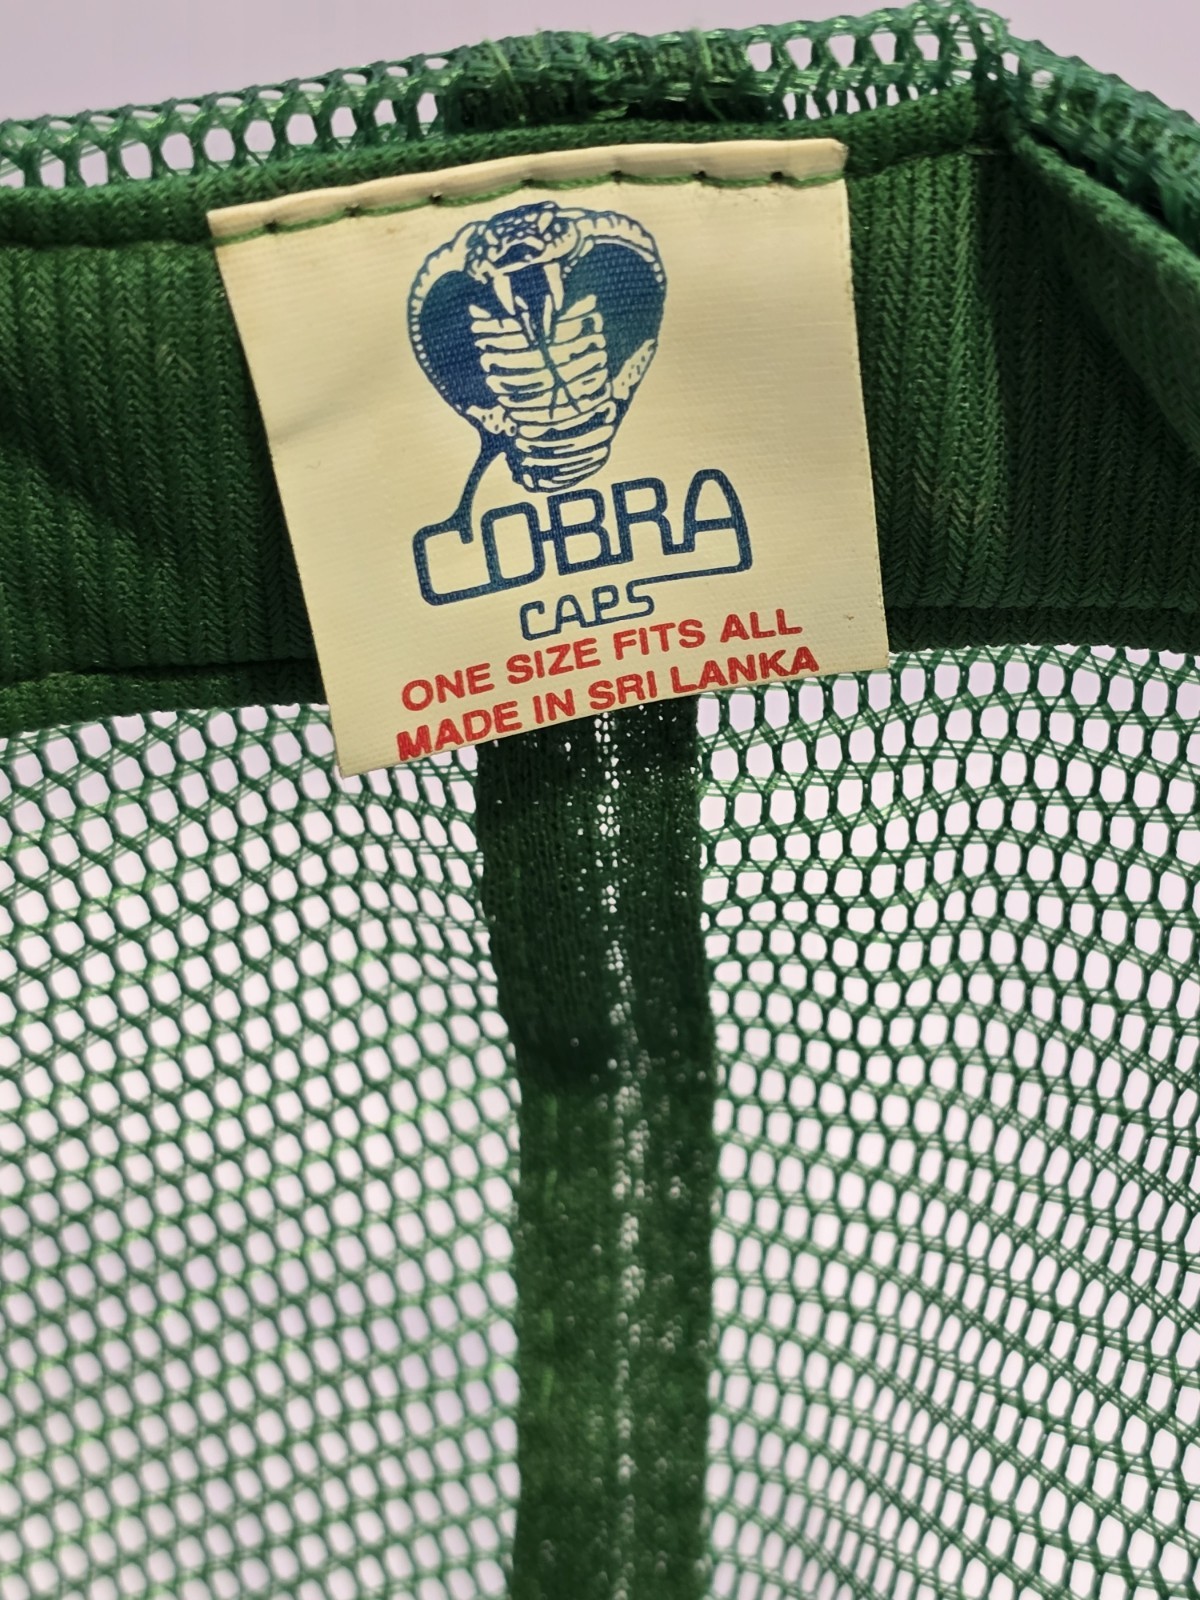 COBRA
CAPS
ONE SIZE FITS ALL
MADE IN SRI LANKA